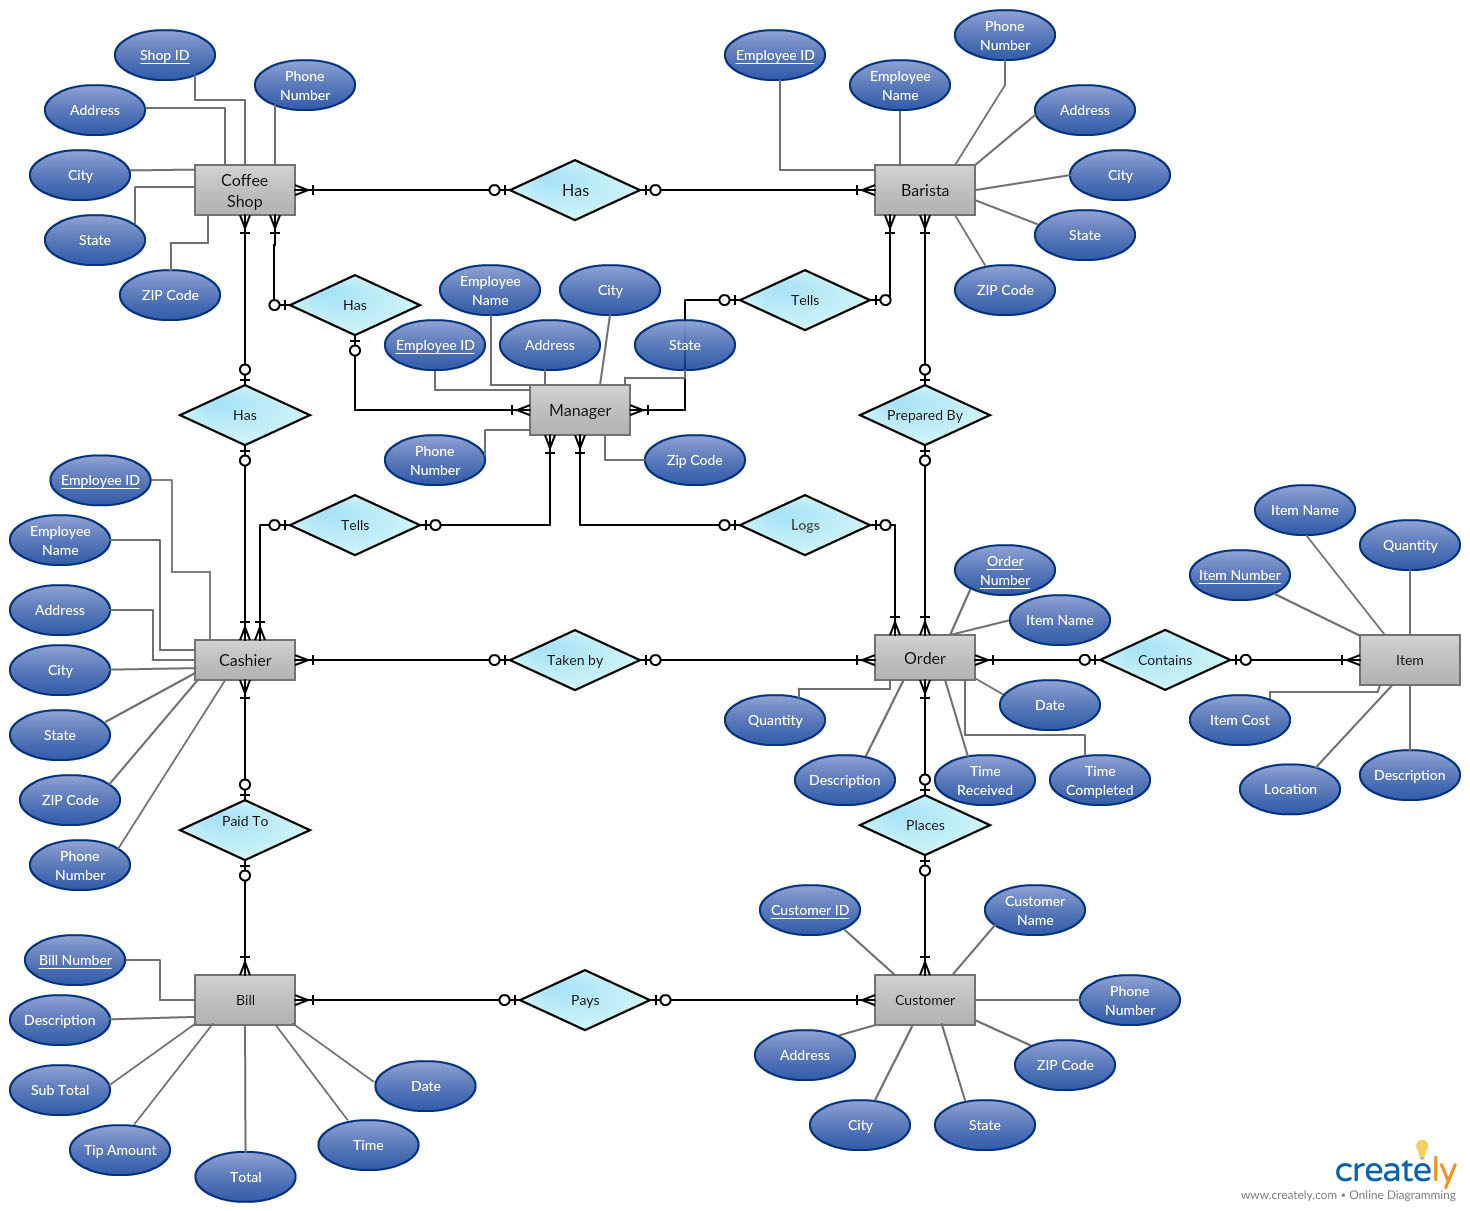 Shop ID
Phone
Number
Address
City
State
ZIP Code
Coffee
Shop
Has
Employee ID
Employee
Name
Phone
Number
Address
City
State
ZIP Code
Barista
Has
Employee
Name
City
Employee ID
Address
State
Tells
Manager
Phone
Number
Zip Code
Has
Prepared By
Tells
Logs
Employee ID
Employee
Name
Address
City
State
ZIP Code
Phone
Number
Cashier
Taken by
Order
Order
Number
Item Name
Quantity
Description
Time
Received
Time
Completed
Date
Contains
Item
Item Name
Quantity
Item Number
Item Cost
Location
Description
Paid To
Places
Bill Number
Description
Sub Total
Tip Amount
Total
Time
Date
Bill
Pays
Customer
Customer ID
Customer
Name
Phone
Number
ZIP Code
Address
City
State
creately
www.creately.com • Online Diagramming